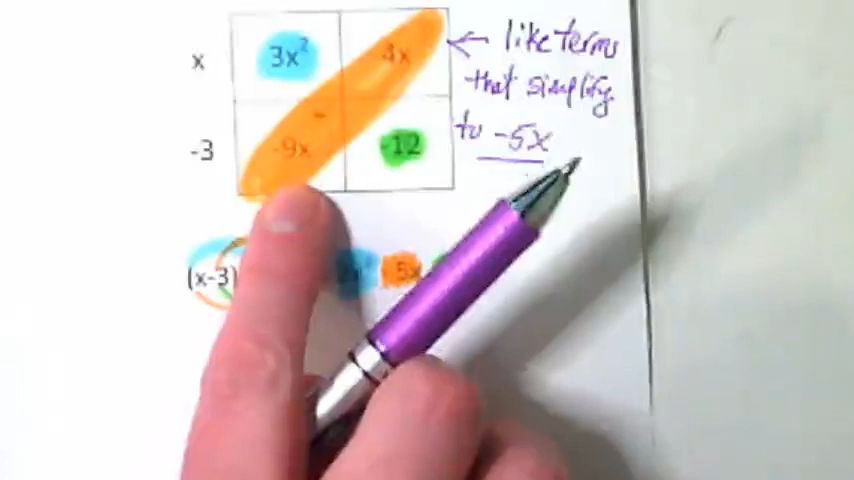 x 3x² 4x ← like terms
that simplify
-3 -9x -12 to -5x
(x-3) -5x